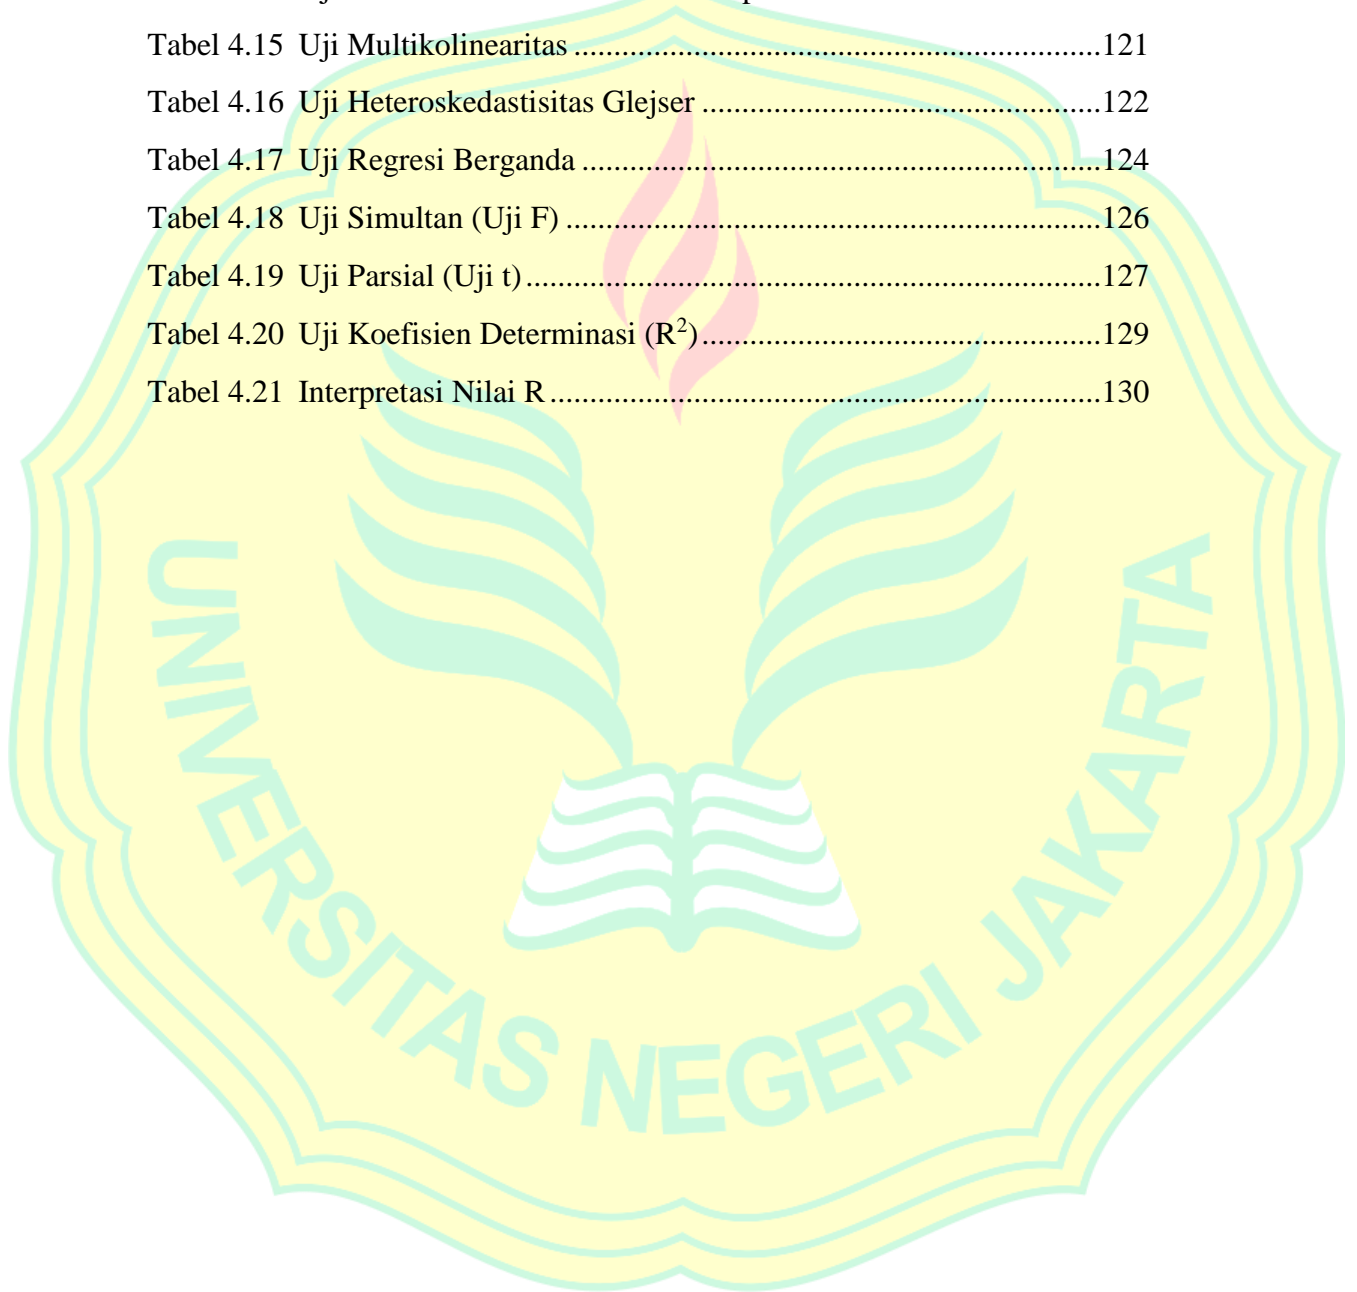 Tabel 4.15 Uji Multikolinearitas ..................................................................121
Tabel 4.16 Uji Heteroskedastisitas Glejser ..................................................122
Tabel 4.17 Uji Regresi Berganda .................................................................124
Tabel 4.18 Uji Simultan (Uji F) ...................................................................126
Tabel 4.19 Uji Parsial (Uji t) ........................................................................127
Tabel 4.20 Uji Koefisien Determinasi (R²) ..................................................129
Tabel 4.21 Interpretasi Nilai R .....................................................................130
UNIVERSITAS NEGERI JAKARTA